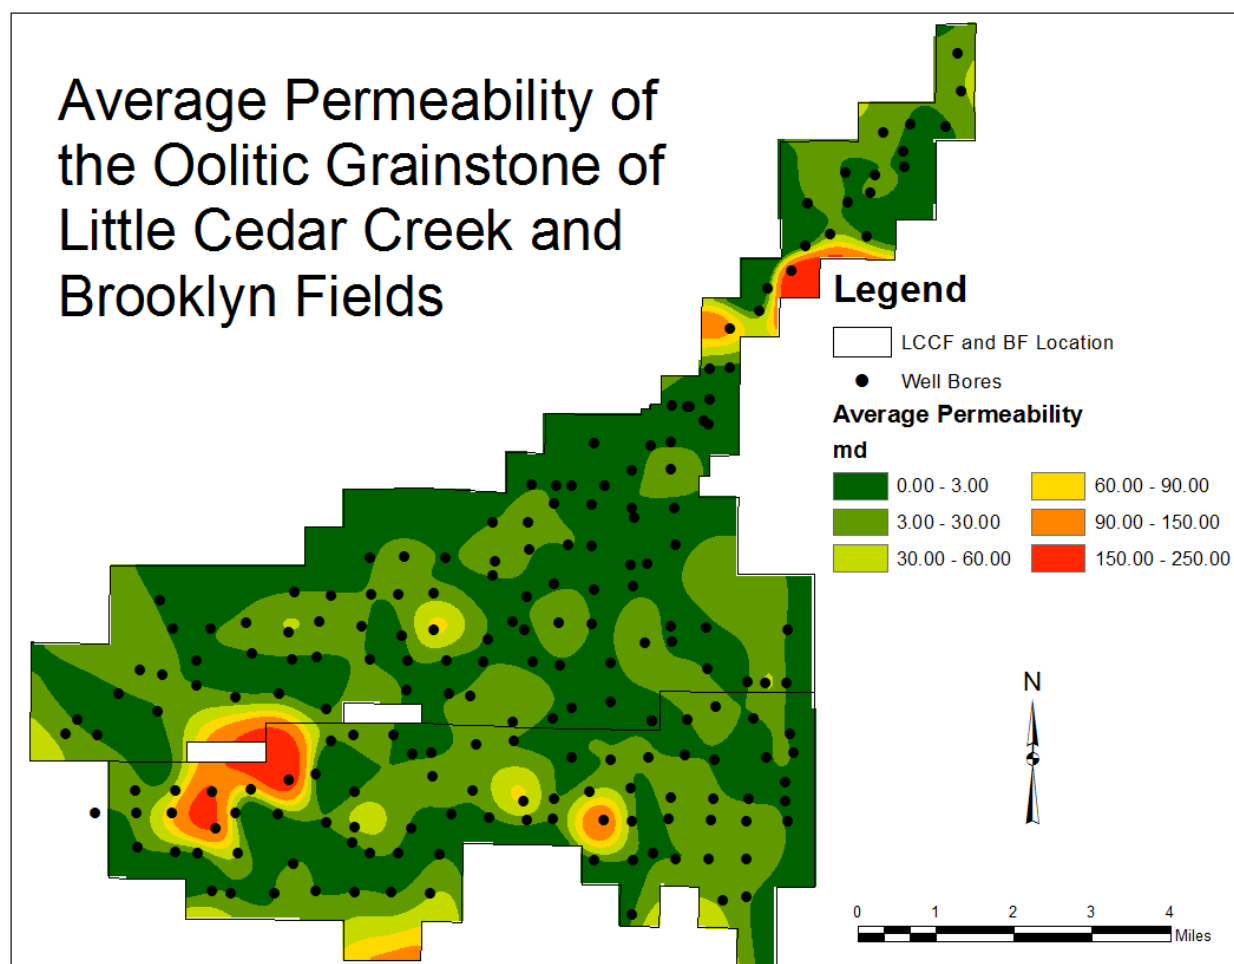 Average Permeability of
the Oolitic Grainstone of
Little Cedar Creek and
Brooklyn Fields
Legend
LCCF and BF Location
Well Bores
Average Permeability
md
0.00 - 3.00 60.00 - 90.00
3.00 - 30.00 90.00 - 150.00
30.00 - 60.00 150.00 - 250.00
N
0 1 2 3 4
Miles